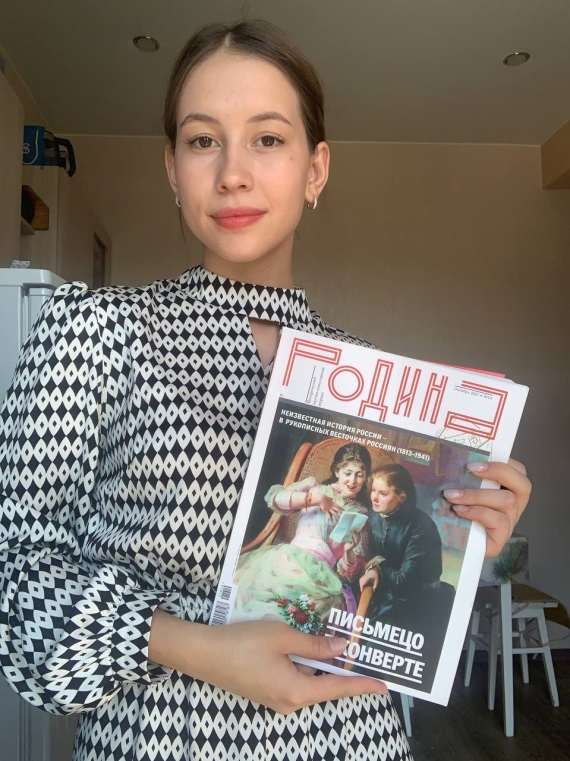 РОДИНА
НЕИЗВЕСТНАЯ ИСТОРИЯ РОССИИ –
В РУКОПИСНЫХ ВЕСТОЧКАХ РОССИЯН (1813–1941)
ПИСЬМЕЦО
КОНВЕРТЕ